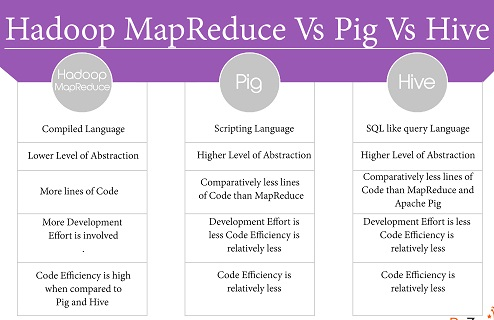 Hadoop MapReduce Vs Pig Vs Hive
Hadoop
MapReduce
Compiled Language
Lower Level of Abstraction
More lines of Code
More Development
Effort is involved
.
Code Efficiency is high
when compared to
Pig and Hive
Pig
Scripting Language
Higher Level of Abstraction
Comparatively less lines
of Code than MapReduce
Development Effort is
less Code Efficiency is
relatively less
Code Efficiency is
relatively less
Hive
SQL like query Language
Higher Level of Abstraction
Comparatively less lines of
Code than MapReduce and
Apache Pig
Development Effort is less
Code Efficiency is
relatively less
Code Efficiency is
relatively less